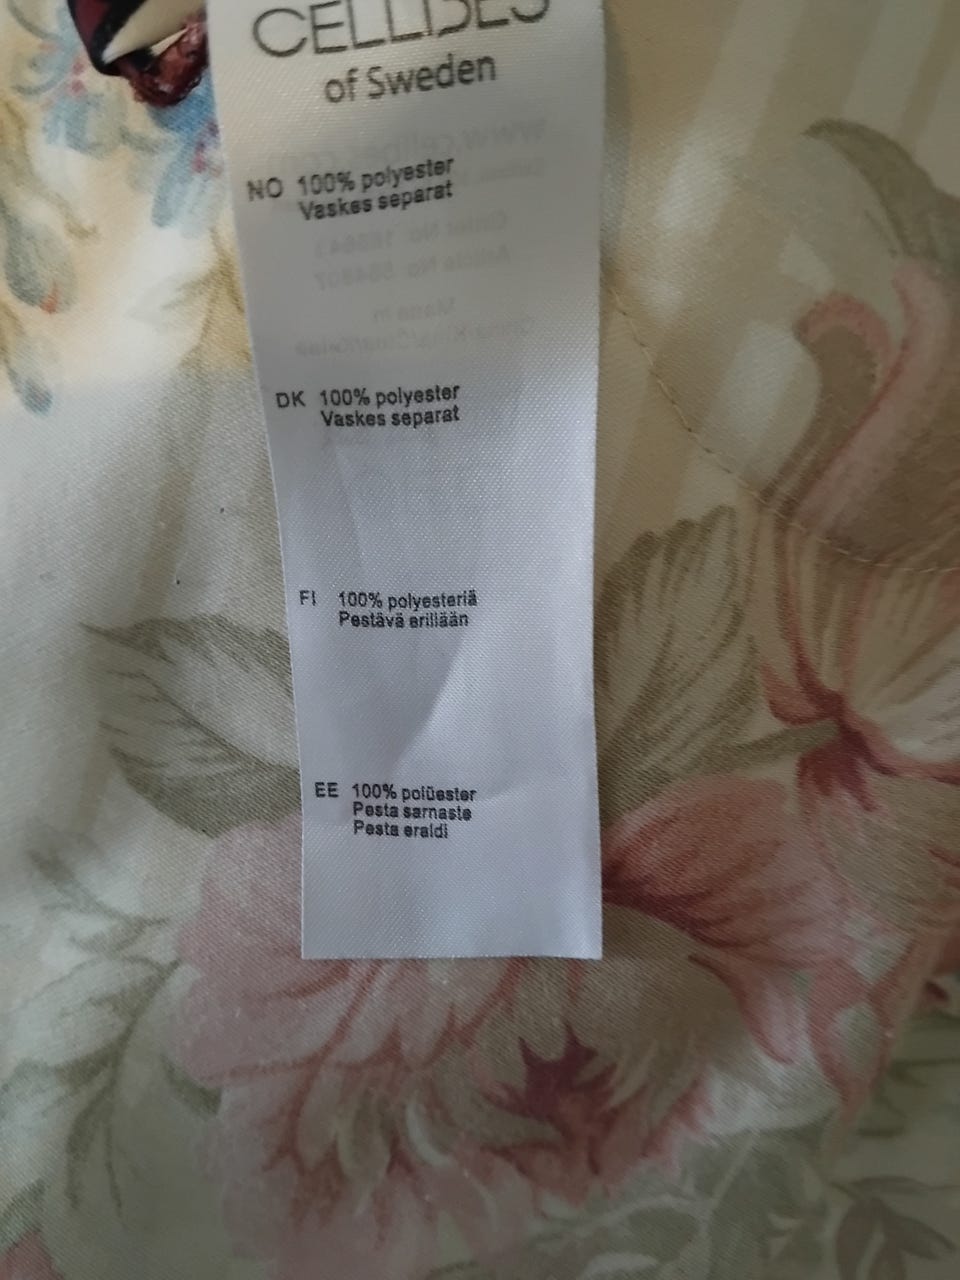 CELLBES
of Sweden
NO 100% polyester
Vaskes separat
DK 100% polyester
Vaskes separat
FI 100% polyesteriä
Pestävä erillään
EE 100% polüester
Pesta sarnaste
Pesta eraldi